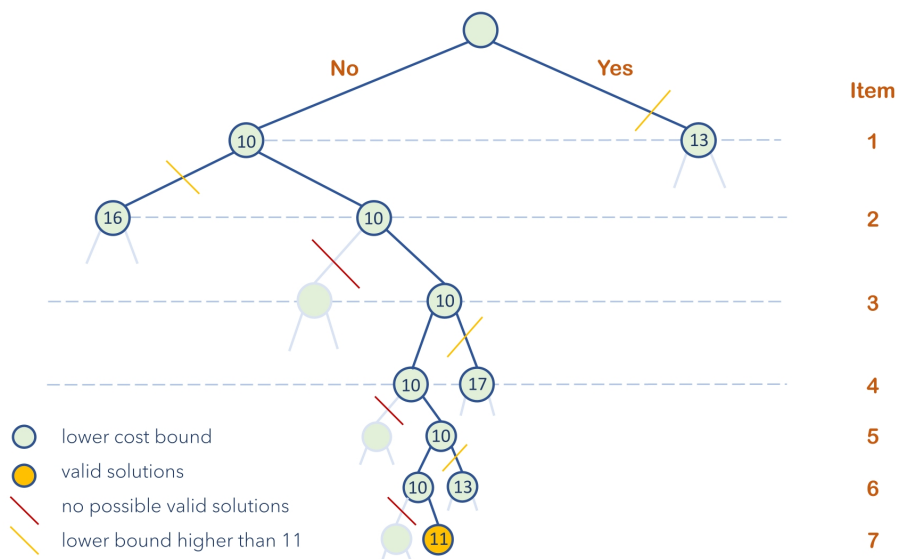 No
Yes
Item
10
13
1
16
10
2
10
3
10
17
4
lower cost bound
10
5
valid solutions
10
13
6
no possible valid solutions
lower bound higher than 11
11
7